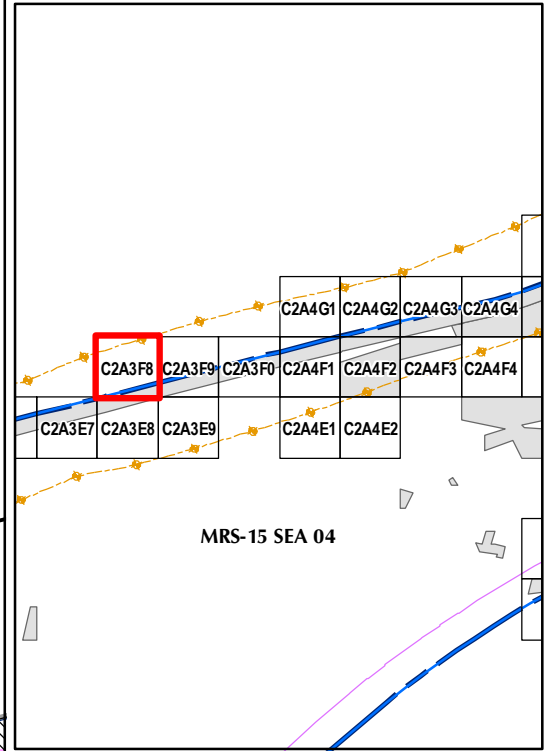 C2A4G1 C2A4G2 C2A4G3 C2A4G4
C2A3F8 C2A3F9 C2A3F0 C2A4F1 C2A4F2 C2A4F3 C2A4F4
C2A3E7 C2A3E8 C2A3E9 C2A4E1 C2A4E2
MRS-15 SEA 04